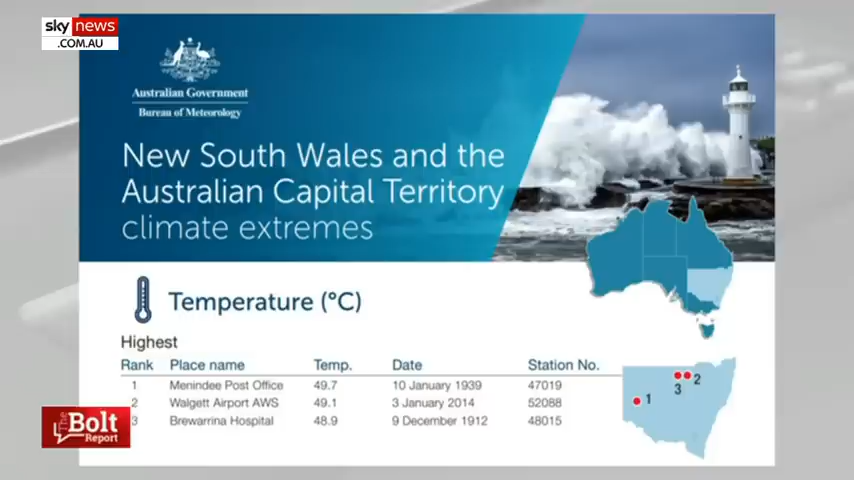 sky news
.COM.AU
Australian Government
Bureau of Meteorology
New South Wales and the
Australian Capital Territory
climate extremes
Temperature (°C)
Highest
Rank Place name Temp. Date Station No.
1 Menindee Post Office 49.7 10 January 1939 47019
2 Walgett Airport AWS 49.1 3 January 2014 52088
3 Brewarrina Hospital 48.9 9 December 1912 48015
1
2
3
The Bolt
Report